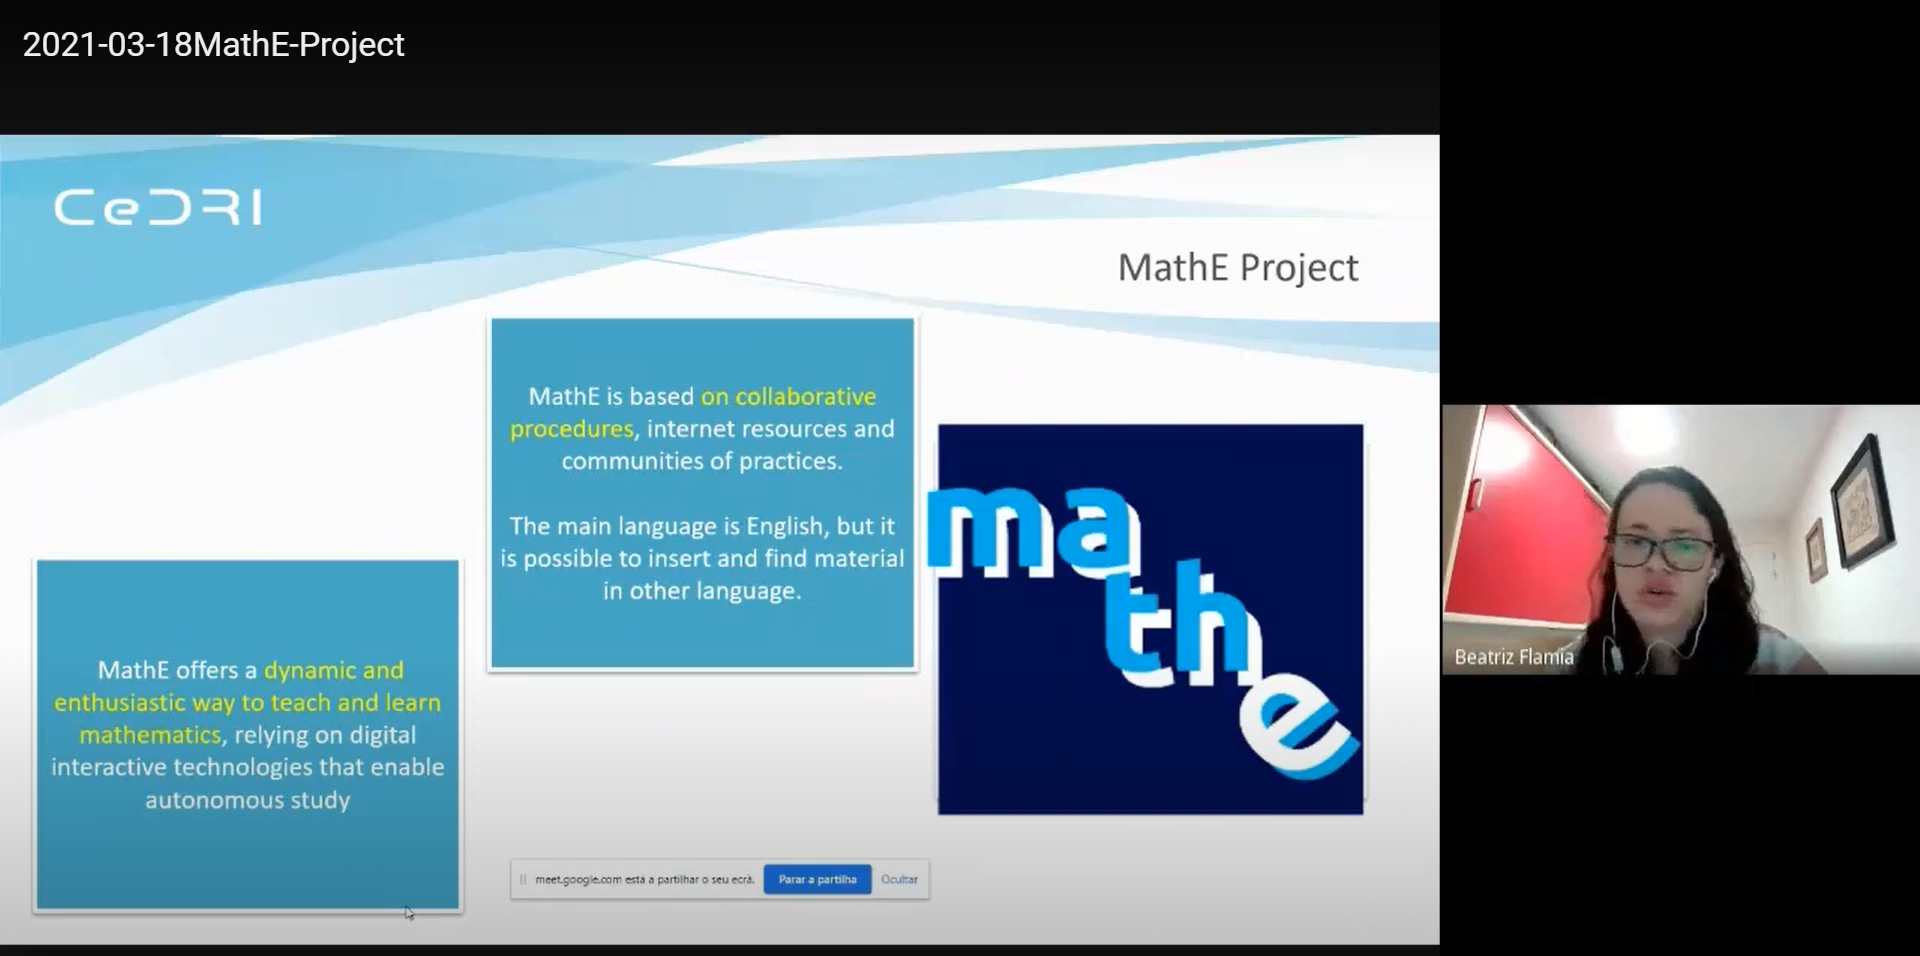 2021-03-18MathE-Project
CeDRI
MathE Project
MathE is based on collaborative
procedures, internet resources and
communities of practices.
The main language is English, but it
is possible to insert and find material
in other language.
MathE offers a dynamic and
enthusiastic way to teach and learn
mathematics, relying on digital
interactive technologies that enable
autonomous study
ma
th
e
meet.google.com está a partilhar o seu ecrã. Parar a partilha Ocultar
Beatriz Flamia